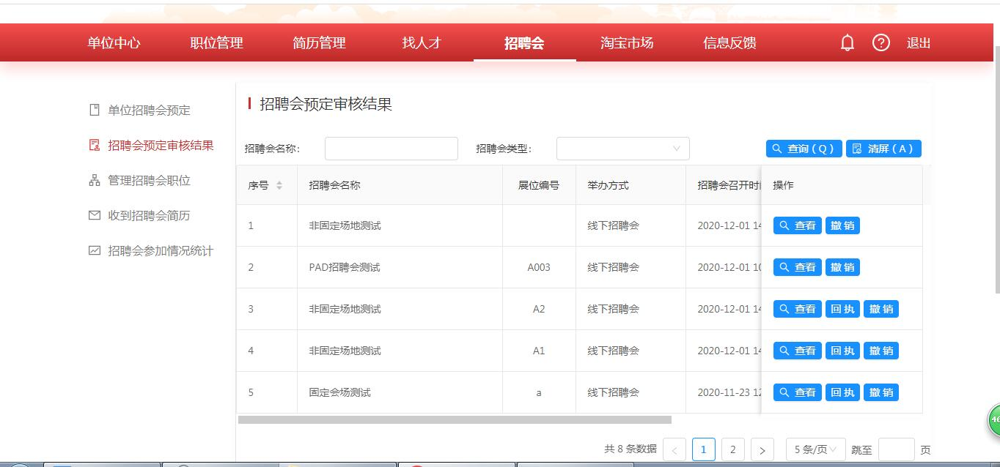 单位中心 职位管理 简历管理 找人才 招聘会 淘宝市场 信息反馈 退出
单位招聘会预定
招聘会预定审核结果
管理招聘会职位
收到招聘会简历
招聘会参加情况统计
招聘会预定审核结果
招聘会名称： 招聘会类型： 查询 ( Q ) 清屏 ( A )
序号 招聘会名称 展位编号 举办方式 招聘会召开时 操作
1 非固定场地测试 线下招聘会 2020-12-01 14 查看 撤 销
2 PAD招聘会测试 A003 线下招聘会 2020-12-01 10 查看 撤 销
3 非固定场地测试 A2 线下招聘会 2020-12-01 14 查看 回 执 撤 销
4 非固定场地测试 A1 线下招聘会 2020-12-01 14 查看 回 执 撤 销
5 固定会场测试 a 线下招聘会 2020-11-23 12 查看 回 执 撤 销
共 8 条数据 < 1 2 > 5 条/页 跳至 页